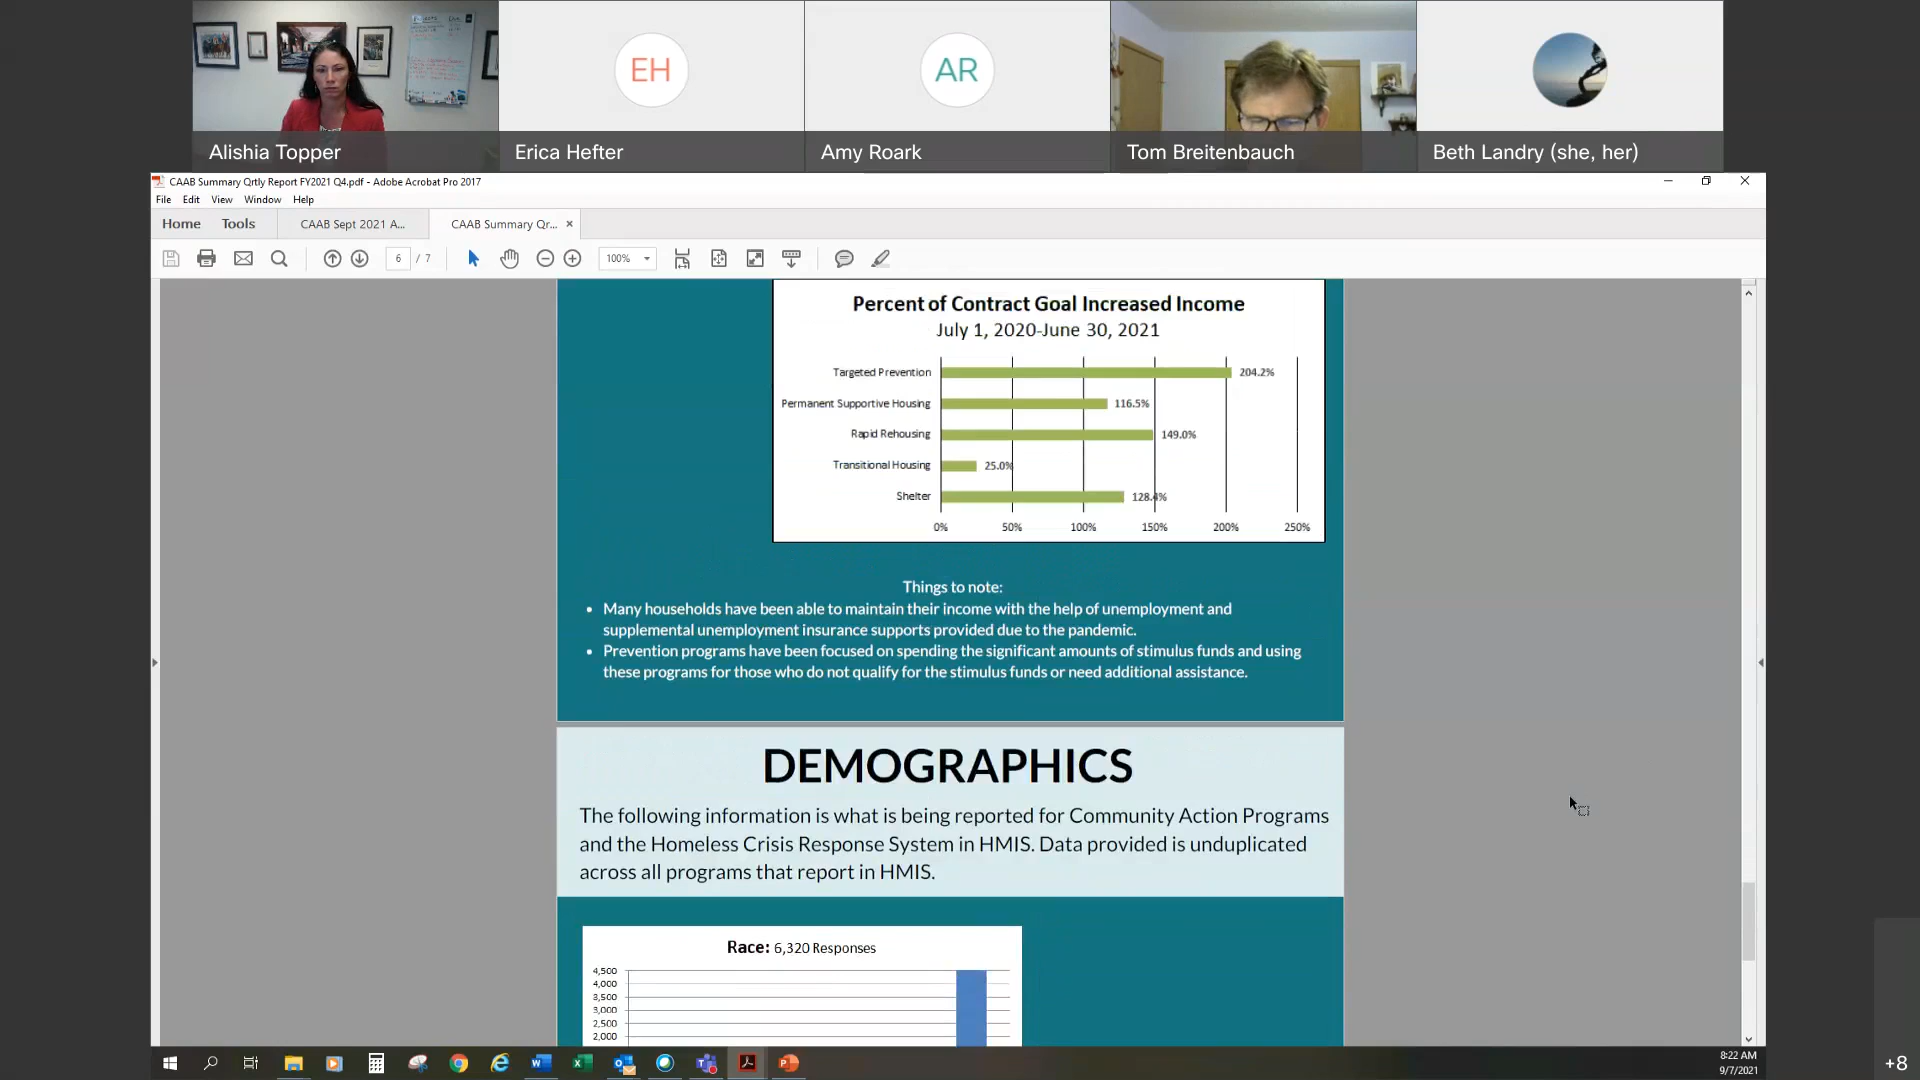 EH
AR
Alishia Topper
Erica Hefter
Amy Roark
Tom Breitenbauch
Beth Landry (she, her)
CAAB Summary Qrtly Report FY2021 Q4.pdf - Adobe Acrobat Pro 2017
File Edit View Window Help
Home Tools CAAB Sept 2021 A... CAAB Summary Qr... ×
6 / 7 100%
Percent of Contract Goal Increased Income
July 1, 2020-June 30, 2021
Targeted Prevention 204.2%
Permanent Supportive Housing 116.5%
Rapid Rehousing 149.0%
Transitional Housing 25.0%
Shelter 128.4%
0% 50% 100% 150% 200% 250%
Things to note:
• Many households have been able to maintain their income with the help of unemployment and
supplemental unemployment insurance supports provided due to the pandemic.
• Prevention programs have been focused on spending the significant amounts of stimulus funds and using
these programs for those who do not qualify for the stimulus funds or need additional assistance.
DEMOGRAPHICS
The following information is what is being reported for Community Action Programs
and the Homeless Crisis Response System in HMIS. Data provided is unduplicated
across all programs that report in HMIS.
Race: 6,320 Responses
4,500
4,000
3,500
3,000
2,500
2,000
8:22 AM
9/7/2021
+8